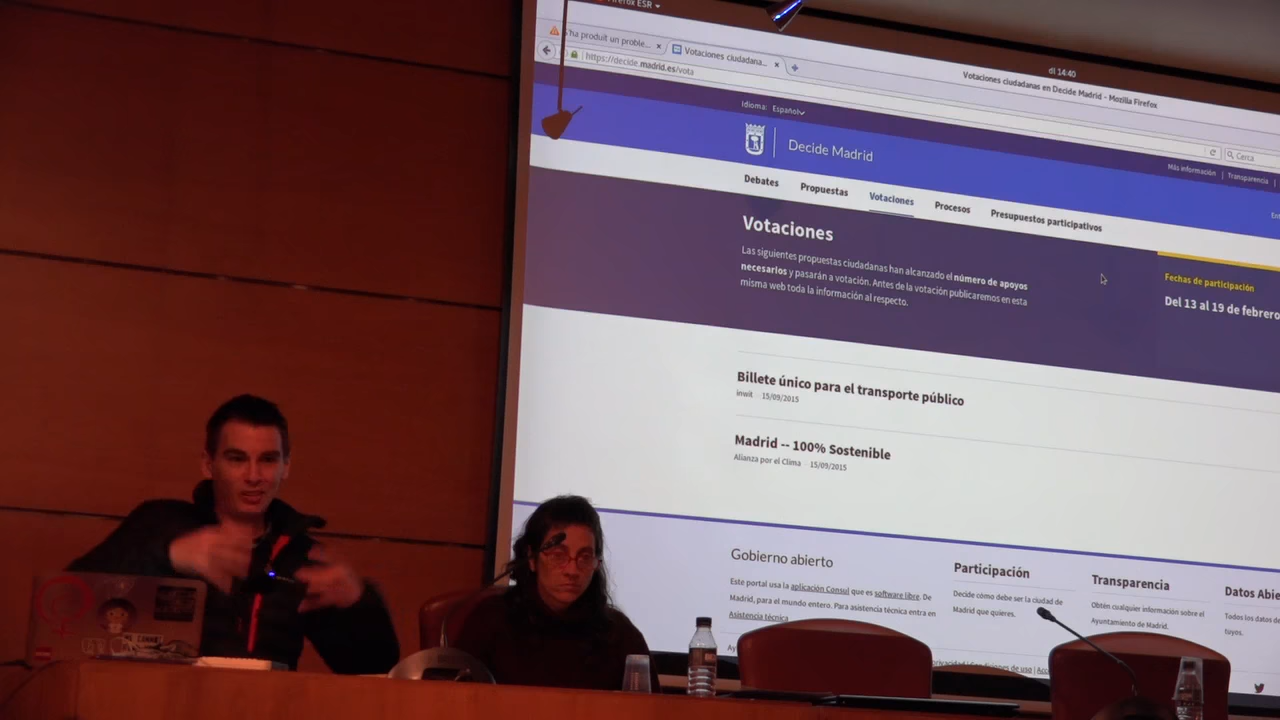 Firefox ESR
dl 14:40
Votaciones ciudadanas en Decide Madrid - Mozilla Firefox
ha produit un proble...
Votaciones ciudadana...
https://decide.madrid.es/vota
Cerca
Idioma: Español
Más información | Transparencia |
Decide Madrid
Debates Propuestas Votaciones Procesos Presupuestos participativos
Votaciones
Las siguientes propuestas ciudadanas han alcanzado el número de apoyos
necesarios y pasarán a votación. Antes de la votación publicaremos en esta
misma web toda la información al respecto.
Fechas de participación
Del 13 al 19 de febrero
Billete único para el transporte público
inwit 15/09/2015
Madrid -- 100% Sostenible
Alianza por el Clima 15/09/2015
Gobierno abierto
Este portal usa la aplicación Consul que es software libre. De
Madrid, para el mundo entero. Para asistencia técnica entra en
Asistencia técnica
Participación
Decide cómo debe ser la ciudad de
Madrid que quieres.
Transparencia
Obtén cualquier información sobre el
Ayuntamiento de Madrid.
Datos Abie
Todos los datos de
tuyos.